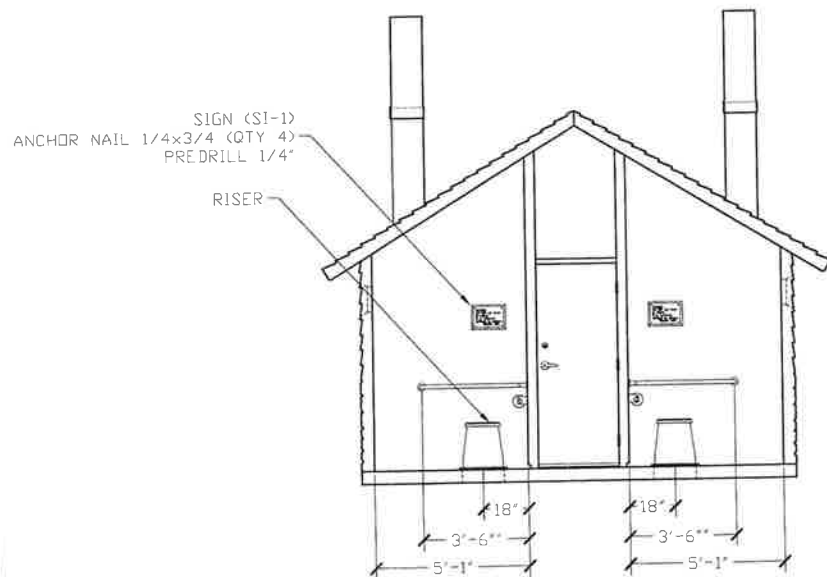 SIGN (SI-1)
ANCHOR NAIL 1/4x3/4 (QTY 4)
PREDRILL 1/4"
RISER
18"
18"
3'-6""
3'-6""
5'-1"
5'-1"